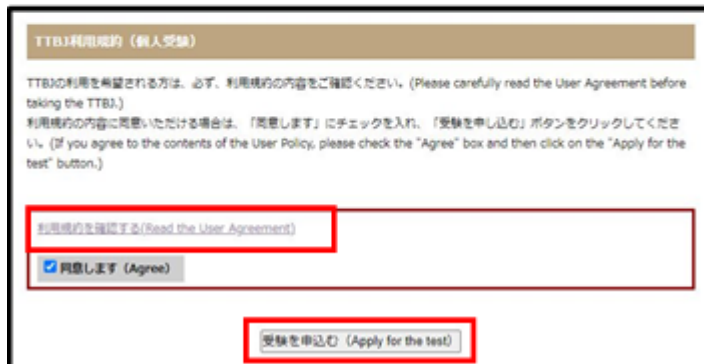 TTBJ利用規約（個人受験）
TTBJの利用を希望される方は、必ず、利用規約の内容をご確認ください。(Please carefully read the User Agreement before
taking the TTBJ.)
利用規約の内容に同意いただける場合は、「同意します」にチェックを入れ、「受験を申し込む」ボタンをクリックしてくださ
い。(If you agree to the contents of the User Policy, please check the "Agree" box and then click on the "Apply for the
test" button.)
利用規約を確認する(Read the User Agreement)
同意します（Agree）
受験を申込む（Apply for the test）